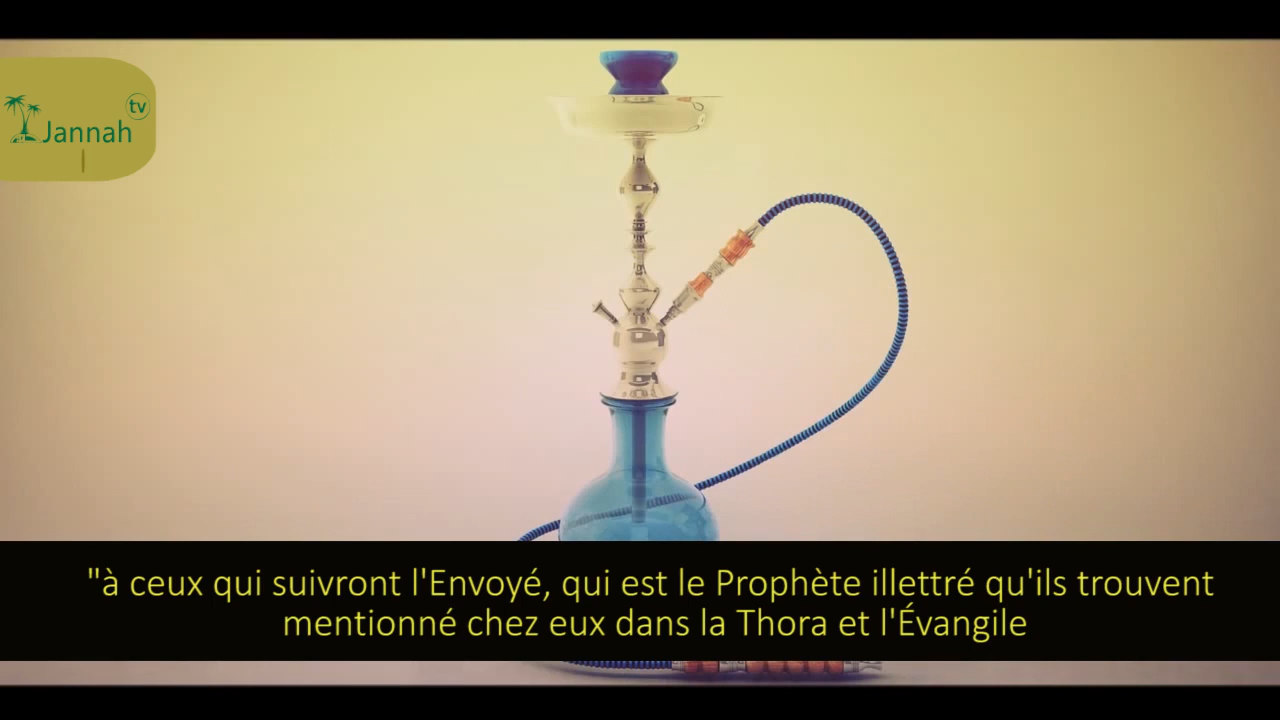 tv
Jannah
"à ceux qui suivront l'Envoyé, qui est le Prophète illettré qu'ils trouvent
mentionné chez eux dans la Thora et l'Évangile